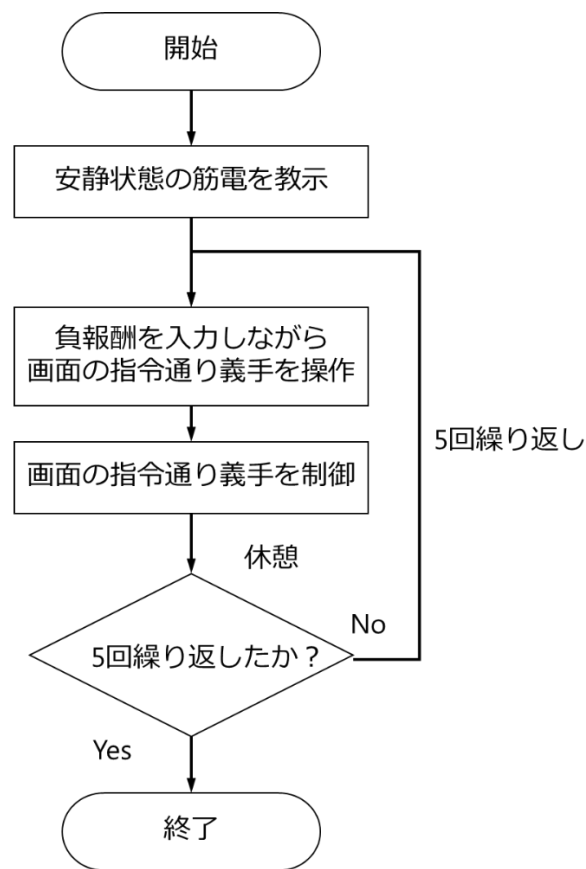 開始
安静状態の筋電を教示
負報酬を入力しながら
画面の指令通り義手を操作
5回繰り返し
画面の指令通り義手を制御
休憩
No
5回繰り返したか？
Yes
終了